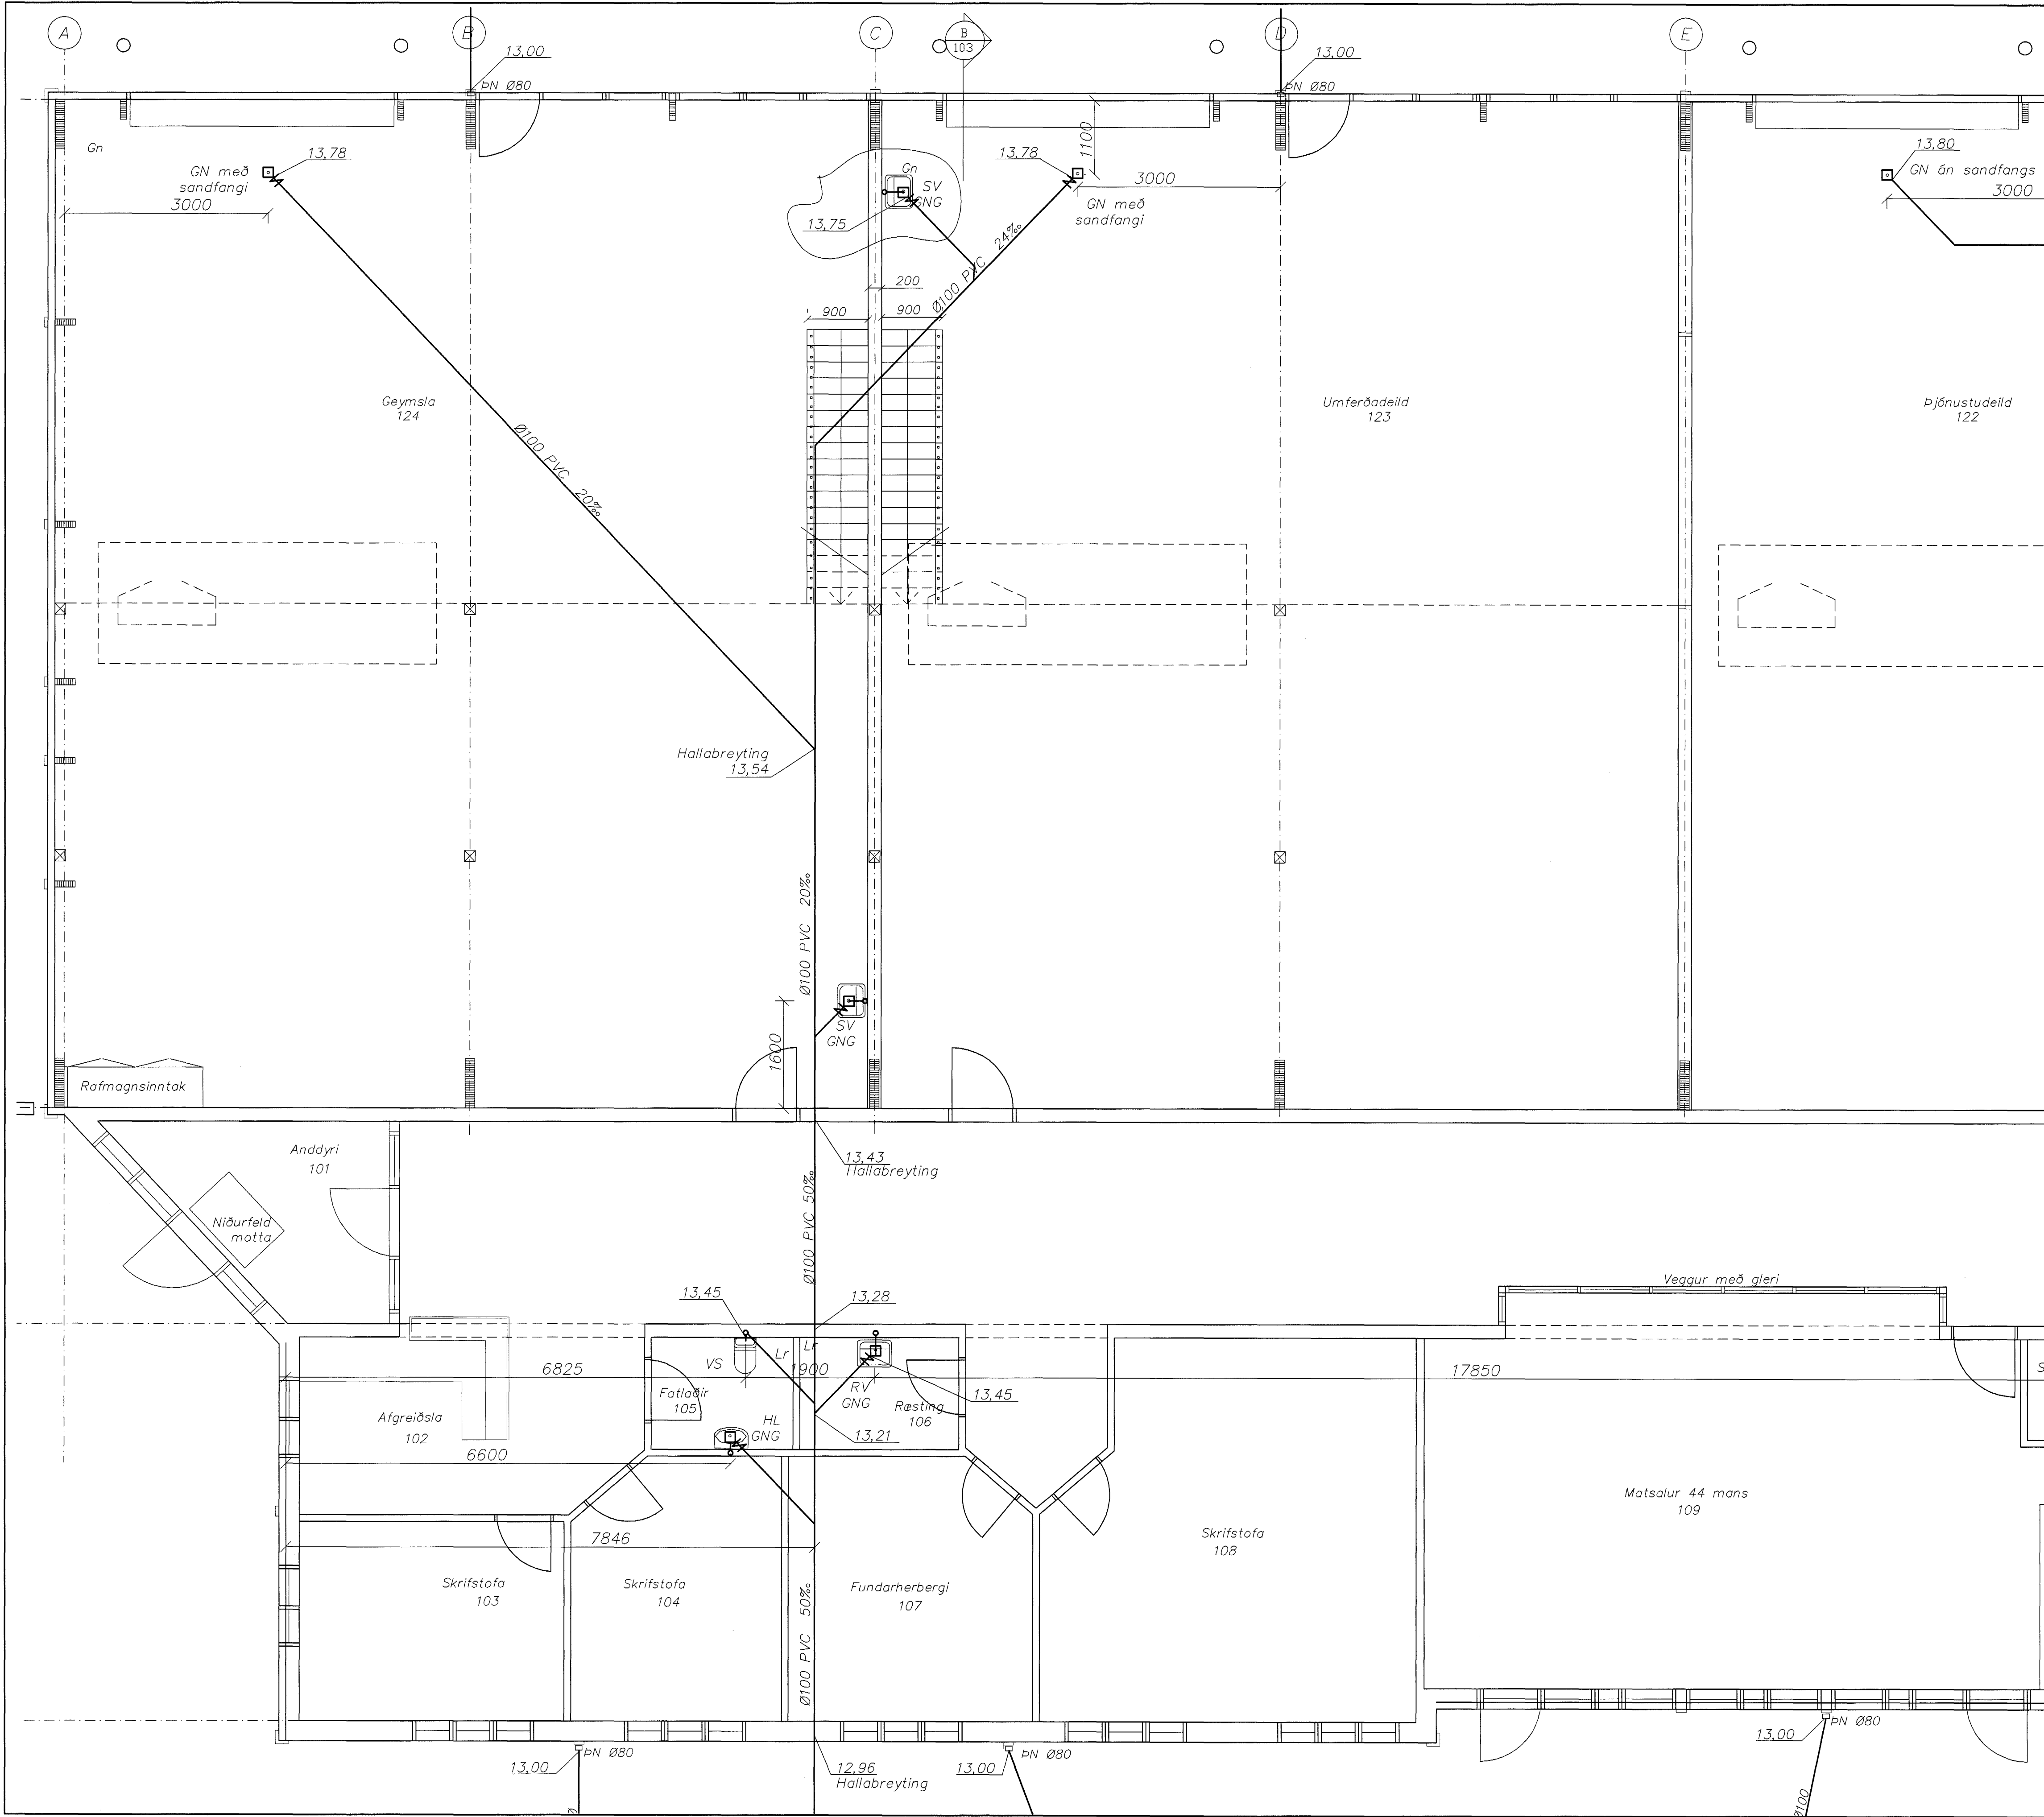 A
B
C
B
103
D
E
13,00
13,00
ÞN Ø80
ÞN Ø80
Gn
GN með
sandfangi
13,78
3000
Gn
SV
GNG
13,75
13,78
1100
3000
GN með
sandfangi
13,80
GN án sandfangs
3000
Ø100 PVC 24‰
200
900
900
Geymsla
124
Umferðadeild
123
Þjónustudeild
122
Ø100 PVC 20‰
Hallabreyting
13,54
Ø100 PVC 20‰
SV
GNG
1600
Rafmagnsinntak
Anddyri
101
Niðurfeld
motta
13,43
Hallabreyting
Ø100 PVC 50‰
Veggur með gleri
13,45
13,28
VS
Lr
Lr
6825
1900
17850
RV
GNG
13,45
Fatlaðir
105
Ræsting
106
Afgreiðsla
102
HL
GNG
13,21
6600
Matsalur 44 mans
109
Skrifstofa
108
7846
Skrifstofa
103
Skrifstofa
104
Fundarherbergi
107
Ø100 PVC 50‰
13,00
ÞN Ø80
12,96
Hallabreyting
13,00
ÞN Ø80
13,00
ÞN Ø80
Ø100